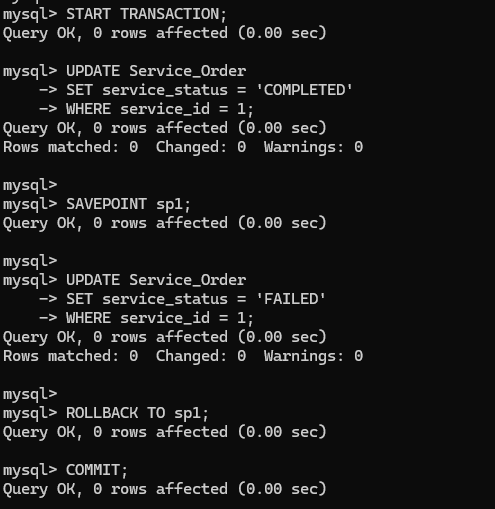 mysql> START TRANSACTION;
Query OK, 0 rows affected (0.00 sec)
mysql> UPDATE Service_Order
    -> SET service_status = 'COMPLETED'
    -> WHERE service_id = 1;
Query OK, 0 rows affected (0.00 sec)
Rows matched: 0  Changed: 0  Warnings: 0
mysql>
mysql> SAVEPOINT sp1;
Query OK, 0 rows affected (0.00 sec)
mysql>
mysql> UPDATE Service_Order
    -> SET service_status = 'FAILED'
    -> WHERE service_id = 1;
Query OK, 0 rows affected (0.00 sec)
Rows matched: 0  Changed: 0  Warnings: 0
mysql>
mysql> ROLLBACK TO sp1;
Query OK, 0 rows affected (0.00 sec)
mysql> COMMIT;
Query OK, 0 rows affected (0.00 sec)